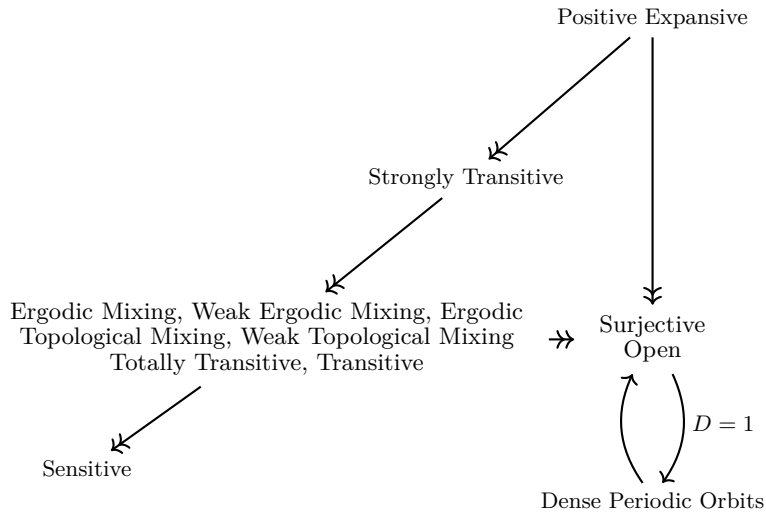 Positive Expansive
Strongly Transitive
Ergodic Mixing, Weak Ergodic Mixing, Ergodic
Topological Mixing, Weak Topological Mixing
Totally Transitive, Transitive
Surjective
Open
D = 1
Sensitive
Dense Periodic Orbits